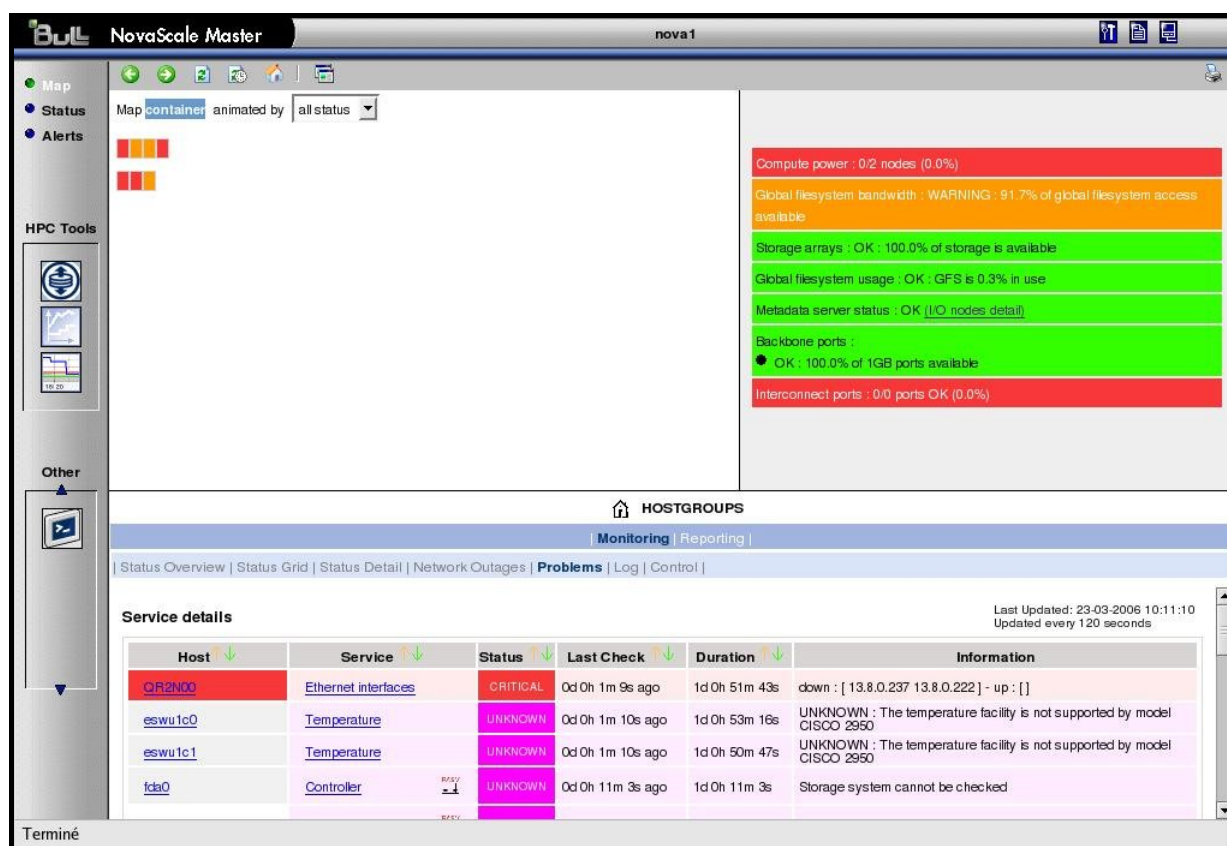 Bull NovaScale Master
nova1
Map
Status
Alerts
HPC Tools
16 20
Other
Map container animated by all status
Compute power : 0/2 nodes (0.0%)
Global filesystem bandwidth : WARNING : 91.7% of global filesystem access
available
Storage arrays : OK : 100.0% of storage is available
Global filesystem usage : OK : GFS is 0.3% in use
Metadata server status : OK (I/O nodes detail)
Backbone ports :
OK : 100.0% of 1GB ports available
Interconnect ports : 0/0 ports OK (0.0%)
HOSTGROUPS
| Monitoring | Reporting |
| Status Overview | Status Grid | Status Detail | Network Outages | Problems | Log | Control |
Service details
Last Updated: 23-03-2006 10:11:10
Updated every 120 seconds
Host Service Status Last Check Duration Information
QR2N00 Ethernet interfaces CRITICAL 0d 0h 1m 9s ago 1d 0h 51m 43s down : [ 13.8.0.237 13.8.0.222 ] - up : [ ]
eswu1c0 Temperature UNKNOWN 0d 0h 1m 10s ago 1d 0h 53m 16s UNKNOWN : The temperature facility is not supported by model
CISCO 2950
eswu1c1 Temperature UNKNOWN 0d 0h 1m 10s ago 1d 0h 50m 47s UNKNOWN : The temperature facility is not supported by model
CISCO 2950
fda0 Controller UNKNOWN 0d 0h 11m 3s ago 1d 0h 11m 3s Storage system cannot be checked
Terminé